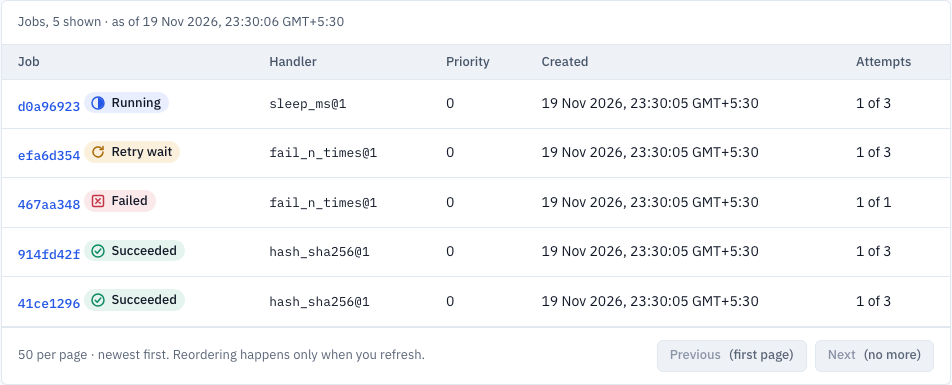 Jobs, 5 shown · as of 19 Nov 2026, 23:30:06 GMT+5:30
Job Handler Priority Created Attempts
d0a96923 Running sleep_ms@1 0 19 Nov 2026, 23:30:05 GMT+5:30 1 of 3
efa6d354 Retry wait fail_n_times@1 0 19 Nov 2026, 23:30:05 GMT+5:30 1 of 3
467aa348 Failed fail_n_times@1 0 19 Nov 2026, 23:30:05 GMT+5:30 1 of 1
914fd42f Succeeded hash_sha256@1 0 19 Nov 2026, 23:30:05 GMT+5:30 1 of 3
41ce1296 Succeeded hash_sha256@1 0 19 Nov 2026, 23:30:05 GMT+5:30 1 of 3
50 per page · newest first. Reordering happens only when you refresh. Previous (first page) Next (no more)